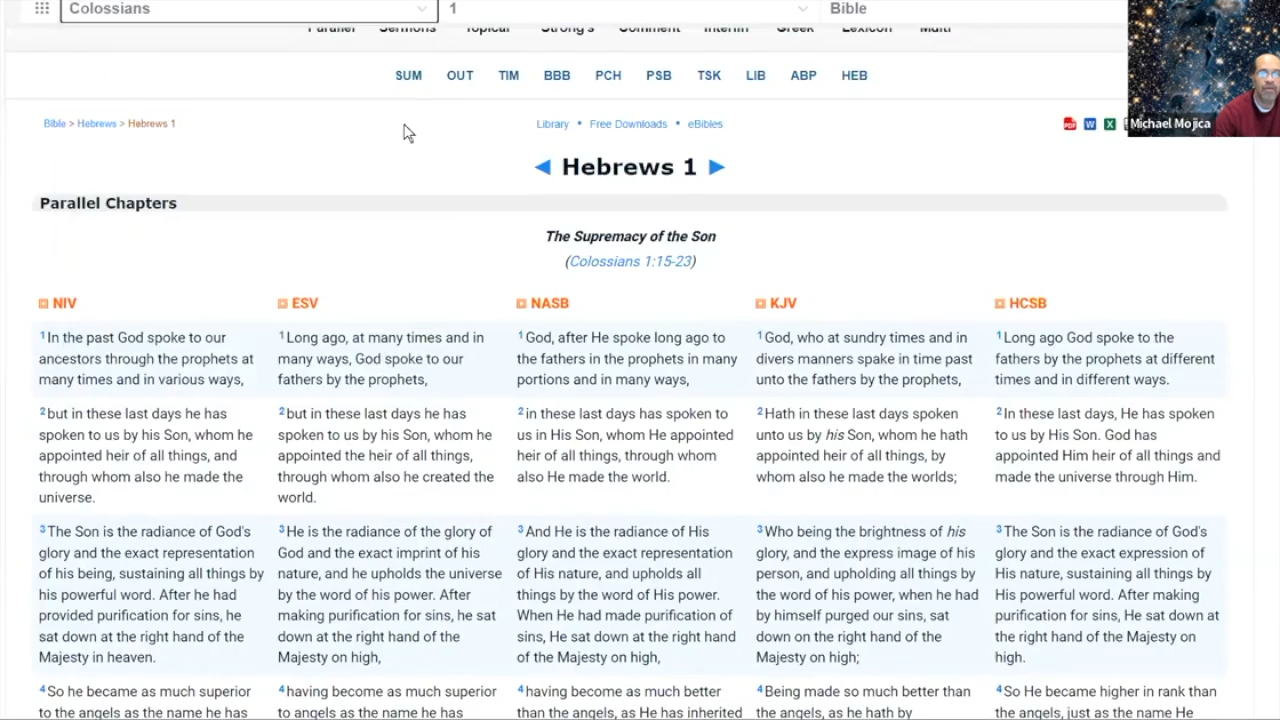 Colossians 1 Bible
Parallel Sermons Topical Strong's Comment Interlin Greek Lexicon Multi
SUM OUT TIM BBB PCH PSB TSK LIB ABP HEB
Bible > Hebrews > Hebrews 1 Library • Free Downloads • eBibles PDF W X Michael Mojica
◄ Hebrews 1 ►
Parallel Chapters
The Supremacy of the Son
(Colossians 1:15-23)
NIV
1In the past God spoke to our
ancestors through the prophets at
many times and in various ways,
2but in these last days he has
spoken to us by his Son, whom he
appointed heir of all things, and
through whom also he made the
universe.
3The Son is the radiance of God's
glory and the exact representation
of his being, sustaining all things by
his powerful word. After he had
provided purification for sins, he
sat down at the right hand of the
Majesty in heaven.
4So he became as much superior
to the angels as the name he has
ESV
1Long ago, at many times and in
many ways, God spoke to our
fathers by the prophets,
2but in these last days he has
spoken to us by his Son, whom he
appointed the heir of all things,
through whom also he created the
world.
3He is the radiance of the glory of
God and the exact imprint of his
nature, and he upholds the universe
by the word of his power. After
making purification for sins, he sat
down at the right hand of the
Majesty on high,
4having become as much superior
to angels as the name he has
NASB
1God, after He spoke long ago to
the fathers in the prophets in many
portions and in many ways,
2in these last days has spoken to
us in His Son, whom He appointed
heir of all things, through whom
also He made the world.
3And He is the radiance of His
glory and the exact representation
of His nature, and upholds all
things by the word of His power.
When He had made purification of
sins, He sat down at the right hand
of the Majesty on high,
4having become as much better
than the angels, as He has inherited
KJV
1God, who at sundry times and in
divers manners spake in time past
unto the fathers by the prophets,
2Hath in these last days spoken
unto us by his Son, whom he hath
appointed heir of all things, by
whom also he made the worlds;
3Who being the brightness of his
glory, and the express image of his
person, and upholding all things by
the word of his power, when he had
by himself purged our sins, sat
down on the right hand of the
Majesty on high;
4Being made so much better than
the angels, as he hath by
HCSB
1Long ago God spoke to the
fathers by the prophets at different
times and in different ways.
2In these last days, He has spoken
to us by His Son. God has
appointed Him heir of all things and
made the universe through Him.
3The Son is the radiance of God's
glory and the exact expression of
His nature, sustaining all things by
His powerful word. After making
purification for sins, He sat down at
the right hand of the Majesty on
high.
4So He became higher in rank than
the angels, just as the name He